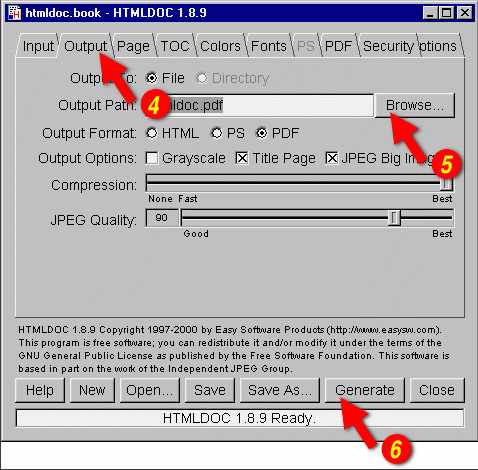 htmldoc.book - HTMLDOC 1.8.9
Input Output Page TOC Colors Fonts PS PDF Security ptions
Output To: File Directory
4
Output Path: ldoc.pdf Browse...
5
Output Format: HTML PS PDF
Output Options: Grayscale Title Page JPEG Big Imag
Compression:
None Fast Best
JPEG Quality: 90
Good Best
HTMLDOC 1.8.9 Copyright 1997-2000 by Easy Software Products (http://www.easysw.com).
This program is free software; you can redistribute it and/or modify it under the terms of the
GNU General Public License as published by the Free Software Foundation. This software is
based in part on the work of the Independent JPEG Group.
Help New Open... Save Save As... Generate Close
HTMLDOC 1.8.9 Ready.
6